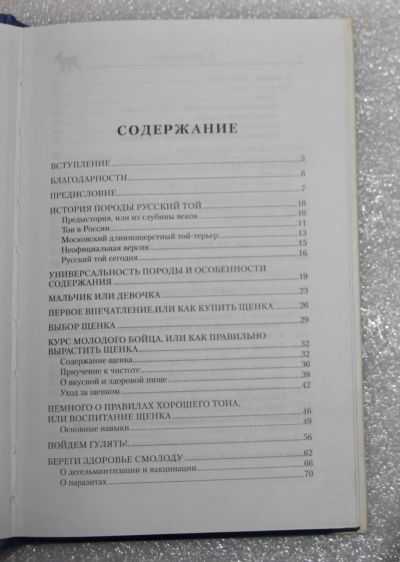 СОДЕРЖАНИЕ
ВСТУПЛЕНИЕ 5
БЛАГОДАРНОСТИ 6
ПРЕДИСЛОВИЕ 7
ИСТОРИЯ ПОРОДЫ РУССКИЙ ТОЙ 10
Предыстория, или из глубины веков 10
Тои в России 11
Московский длинношерстный той-терьер 13
Неофициальная версия 15
Русский той сегодня 16
УНИВЕРСАЛЬНОСТЬ ПОРОДЫ И ОСОБЕННОСТИ
СОДЕРЖАНИЯ 19
МАЛЬЧИК ИЛИ ДЕВОЧКА 23
ПЕРВОЕ ВПЕЧАТЛЕНИЕ,ИЛИ КАК КУПИТЬ ЩЕНКА 26
ВЫБОР ЩЕНКА 29
КУРС МОЛОДОГО БОЙЦА, ИЛИ КАК ПРАВИЛЬНО
ВЫРАСТИТЬ ЩЕНКА 32
Содержание щенка 32
Приучение к чистоте 36
О вкусной и здоровой пище 38
Уход за щенком 42
НЕМНОГО О ПРАВИЛАХ ХОРОШЕГО ТОНА,
ИЛИ ВОСПИТАНИЕ ЩЕНКА 46
Основные навыки 49
ПОЙДЕМ ГУЛЯТЬ! 56
БЕРЕГИ ЗДОРОВЬЕ СМОЛОДУ 62
О дегельминтизации и вакцинации 66
О паразитах 70